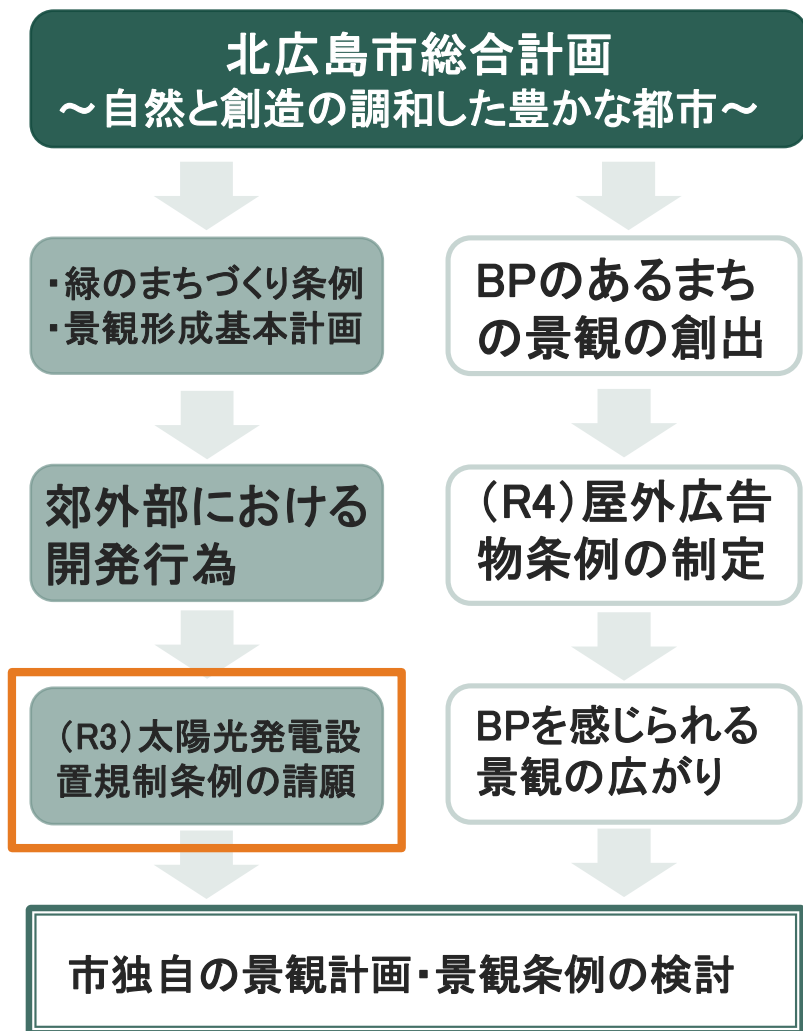 北広島市総合計画
～自然と創造の調和した豊かな都市～
・緑のまちづくり条例
・景観形成基本計画
BPのあるまち
の景観の創出
郊外部における
開発行為
（R4）屋外広告
物条例の制定
（R3）太陽光発電設
置規制条例の請願
BPを感じられる
景観の広がり
市独自の景観計画・景観条例の検討